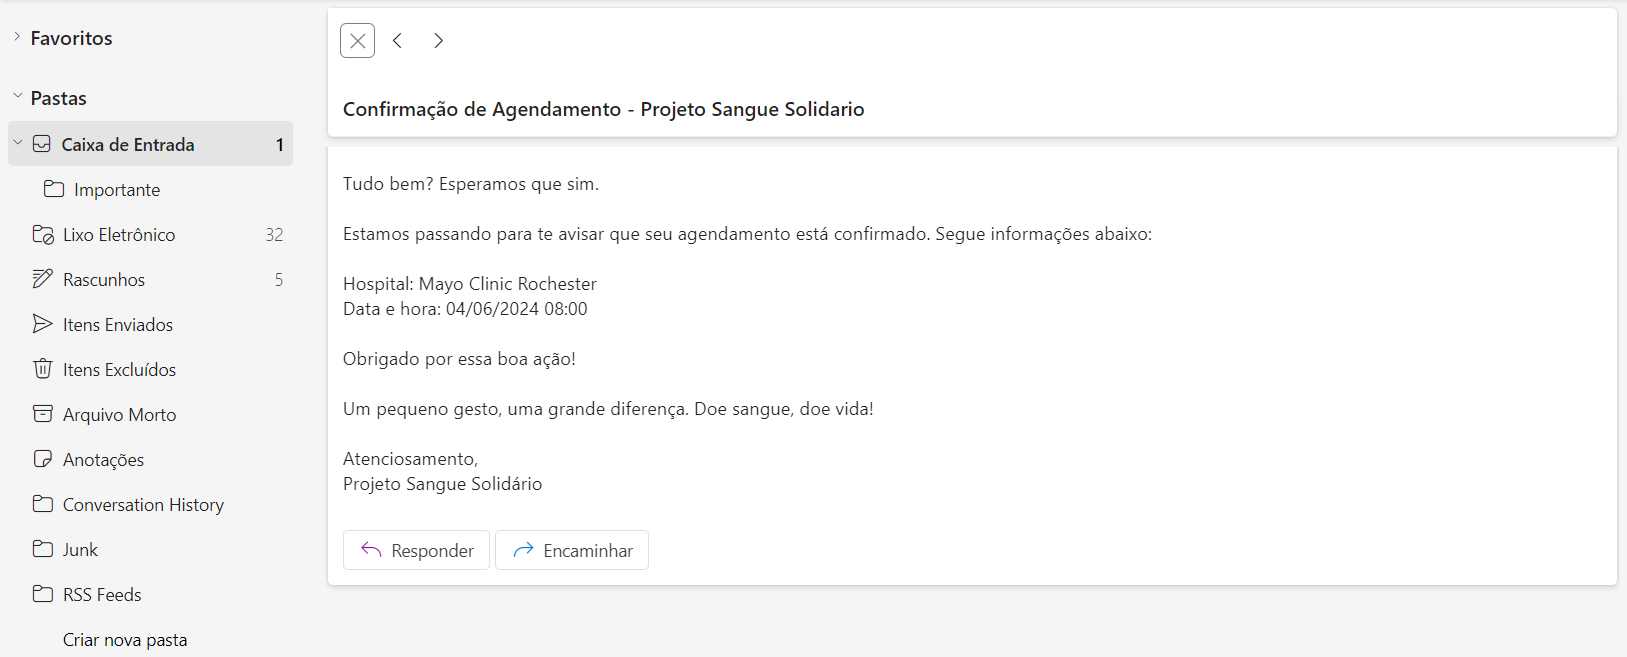 Favoritos
Pastas
Caixa de Entrada 1
Importante
Lixo Eletrônico 32
Rascunhos 5
Itens Enviados
Itens Excluídos
Arquivo Morto
Anotações
Conversation History
Junk
RSS Feeds
Criar nova pasta
Confirmação de Agendamento - Projeto Sangue Solidario
Tudo bem? Esperamos que sim.
Estamos passando para te avisar que seu agendamento está confirmado. Segue informações abaixo:
Hospital: Mayo Clinic Rochester
Data e hora: 04/06/2024 08:00
Obrigado por essa boa ação!
Um pequeno gesto, uma grande diferença. Doe sangue, doe vida!
Atenciosamento,
Projeto Sangue Solidário
Responder Encaminhar